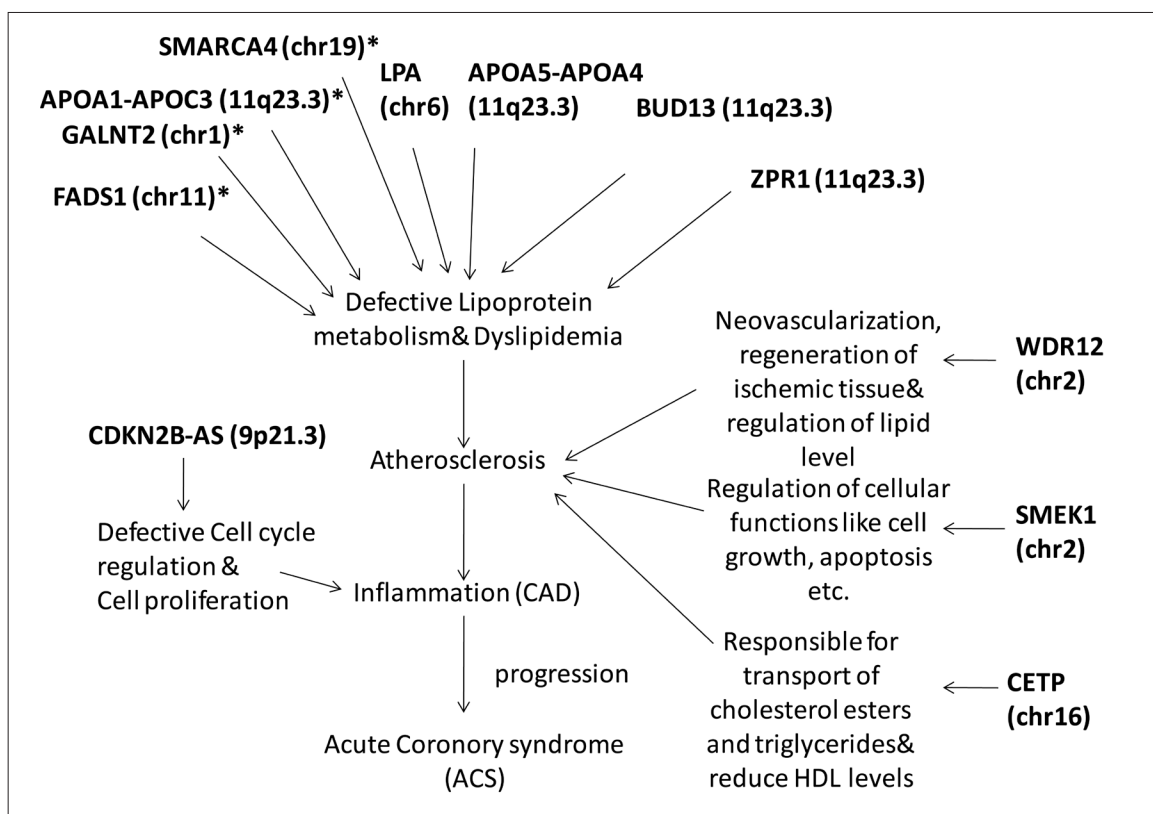 SMARCA4 (chr19)*
LPA
(chr6)
APOA5-APOA4
(11q23.3)
APOA1-APOC3 (11q23.3)*
BUD13 (11q23.3)
GALNT2 (chr1)*
FADS1 (chr11)*
ZPR1 (11q23.3)
Defective Lipoprotein
metabolism& Dyslipidemia
Neovascularization,
regeneration of
ischemic tissue&
regulation of lipid
level
WDR12
(chr2)
CDKN2B-AS (9p21.3)
Atherosclerosis
Regulation of cellular
functions like cell
growth, apoptosis
etc.
SMEK1
(chr2)
Defective Cell cycle
regulation &
Cell proliferation
Inflammation (CAD)
Responsible for
transport of
cholesterol esters
and triglycerides&
reduce HDL levels
CETP
(chr16)
progression
Acute Coronory syndrome
(ACS)